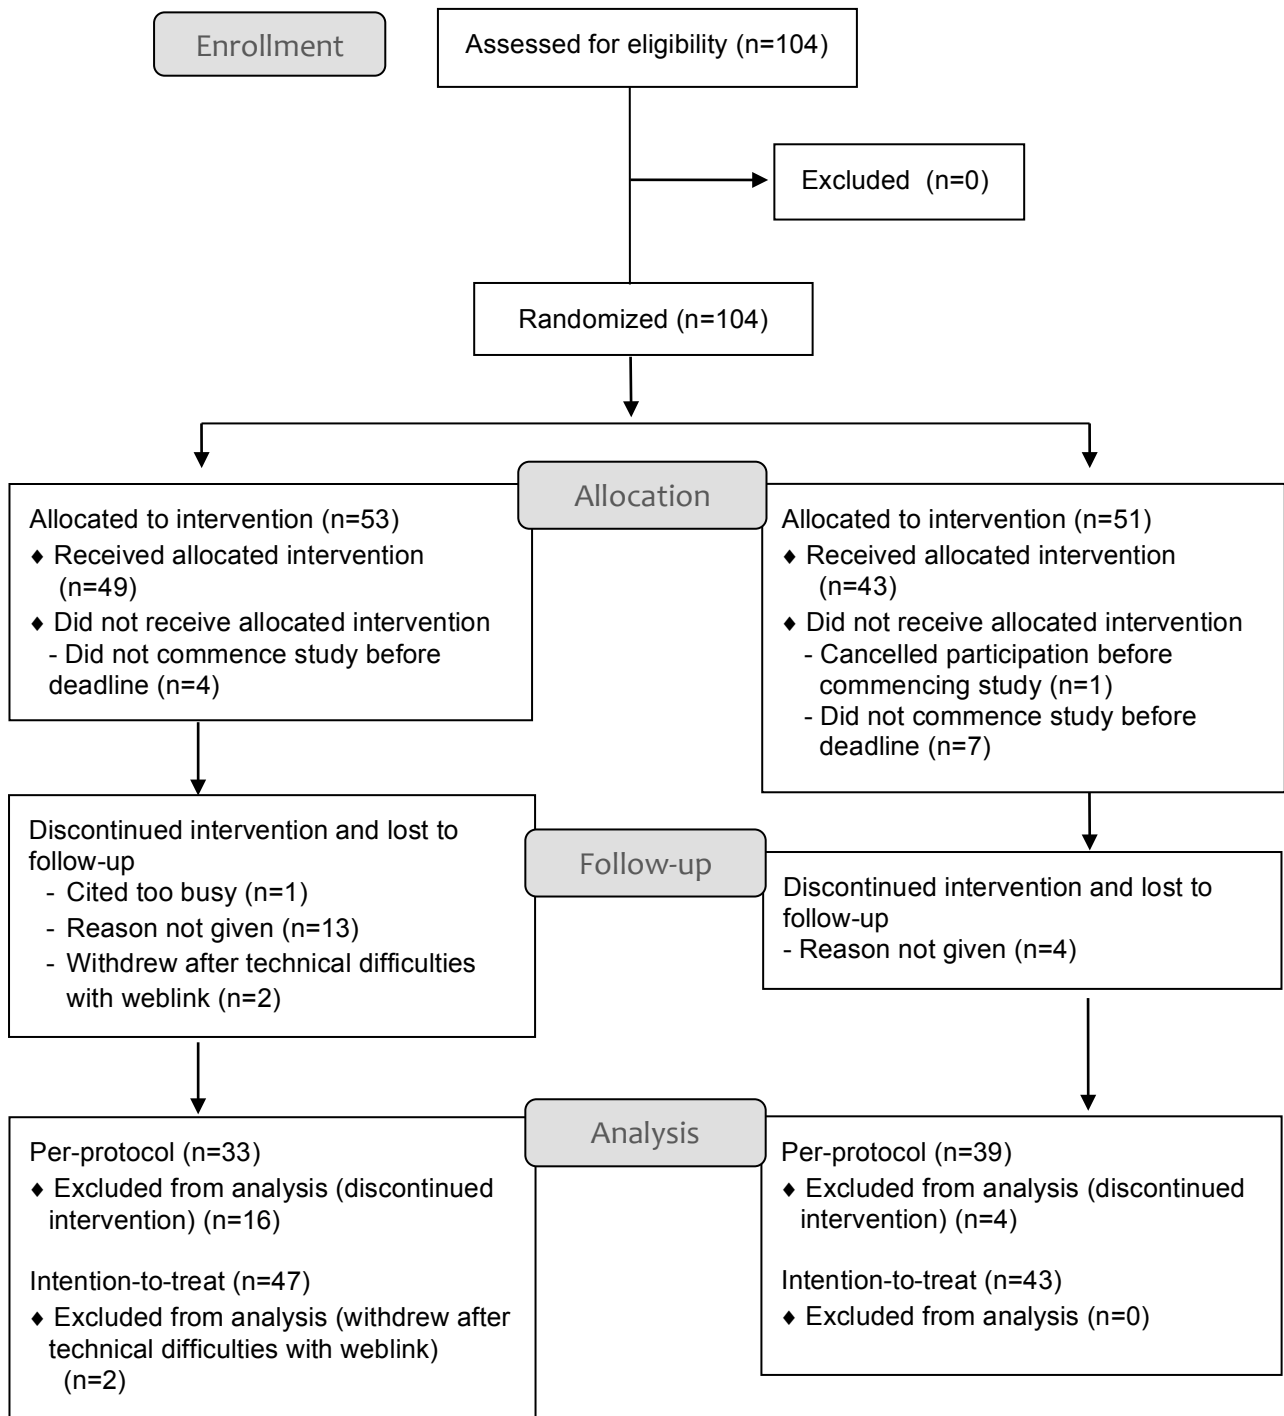 Enrollment
Assessed for eligibility (n=104)
Excluded (n=0)
Randomized (n=104)
Allocation
Allocated to intervention (n=53)
♦ Received allocated intervention
(n=49)
♦ Did not receive allocated intervention
- Did not commence study before
deadline (n=4)
Allocated to intervention (n=51)
♦ Received allocated intervention
(n=43)
♦ Did not receive allocated intervention
- Cancelled participation before
commencing study (n=1)
- Did not commence study before
deadline (n=7)
Follow-up
Discontinued intervention and lost to
follow-up
- Cited too busy (n=1)
- Reason not given (n=13)
- Withdrew after technical difficulties
with weblink (n=2)
Discontinued intervention and lost to
follow-up
- Reason not given (n=4)
Analysis
Per-protocol (n=33)
♦ Excluded from analysis (discontinued
intervention) (n=16)
Intention-to-treat (n=47)
♦ Excluded from analysis (withdrew after
technical difficulties with weblink)
(n=2)
Per-protocol (n=39)
♦ Excluded from analysis (discontinued
intervention) (n=4)
Intention-to-treat (n=43)
♦ Excluded from analysis (n=0)